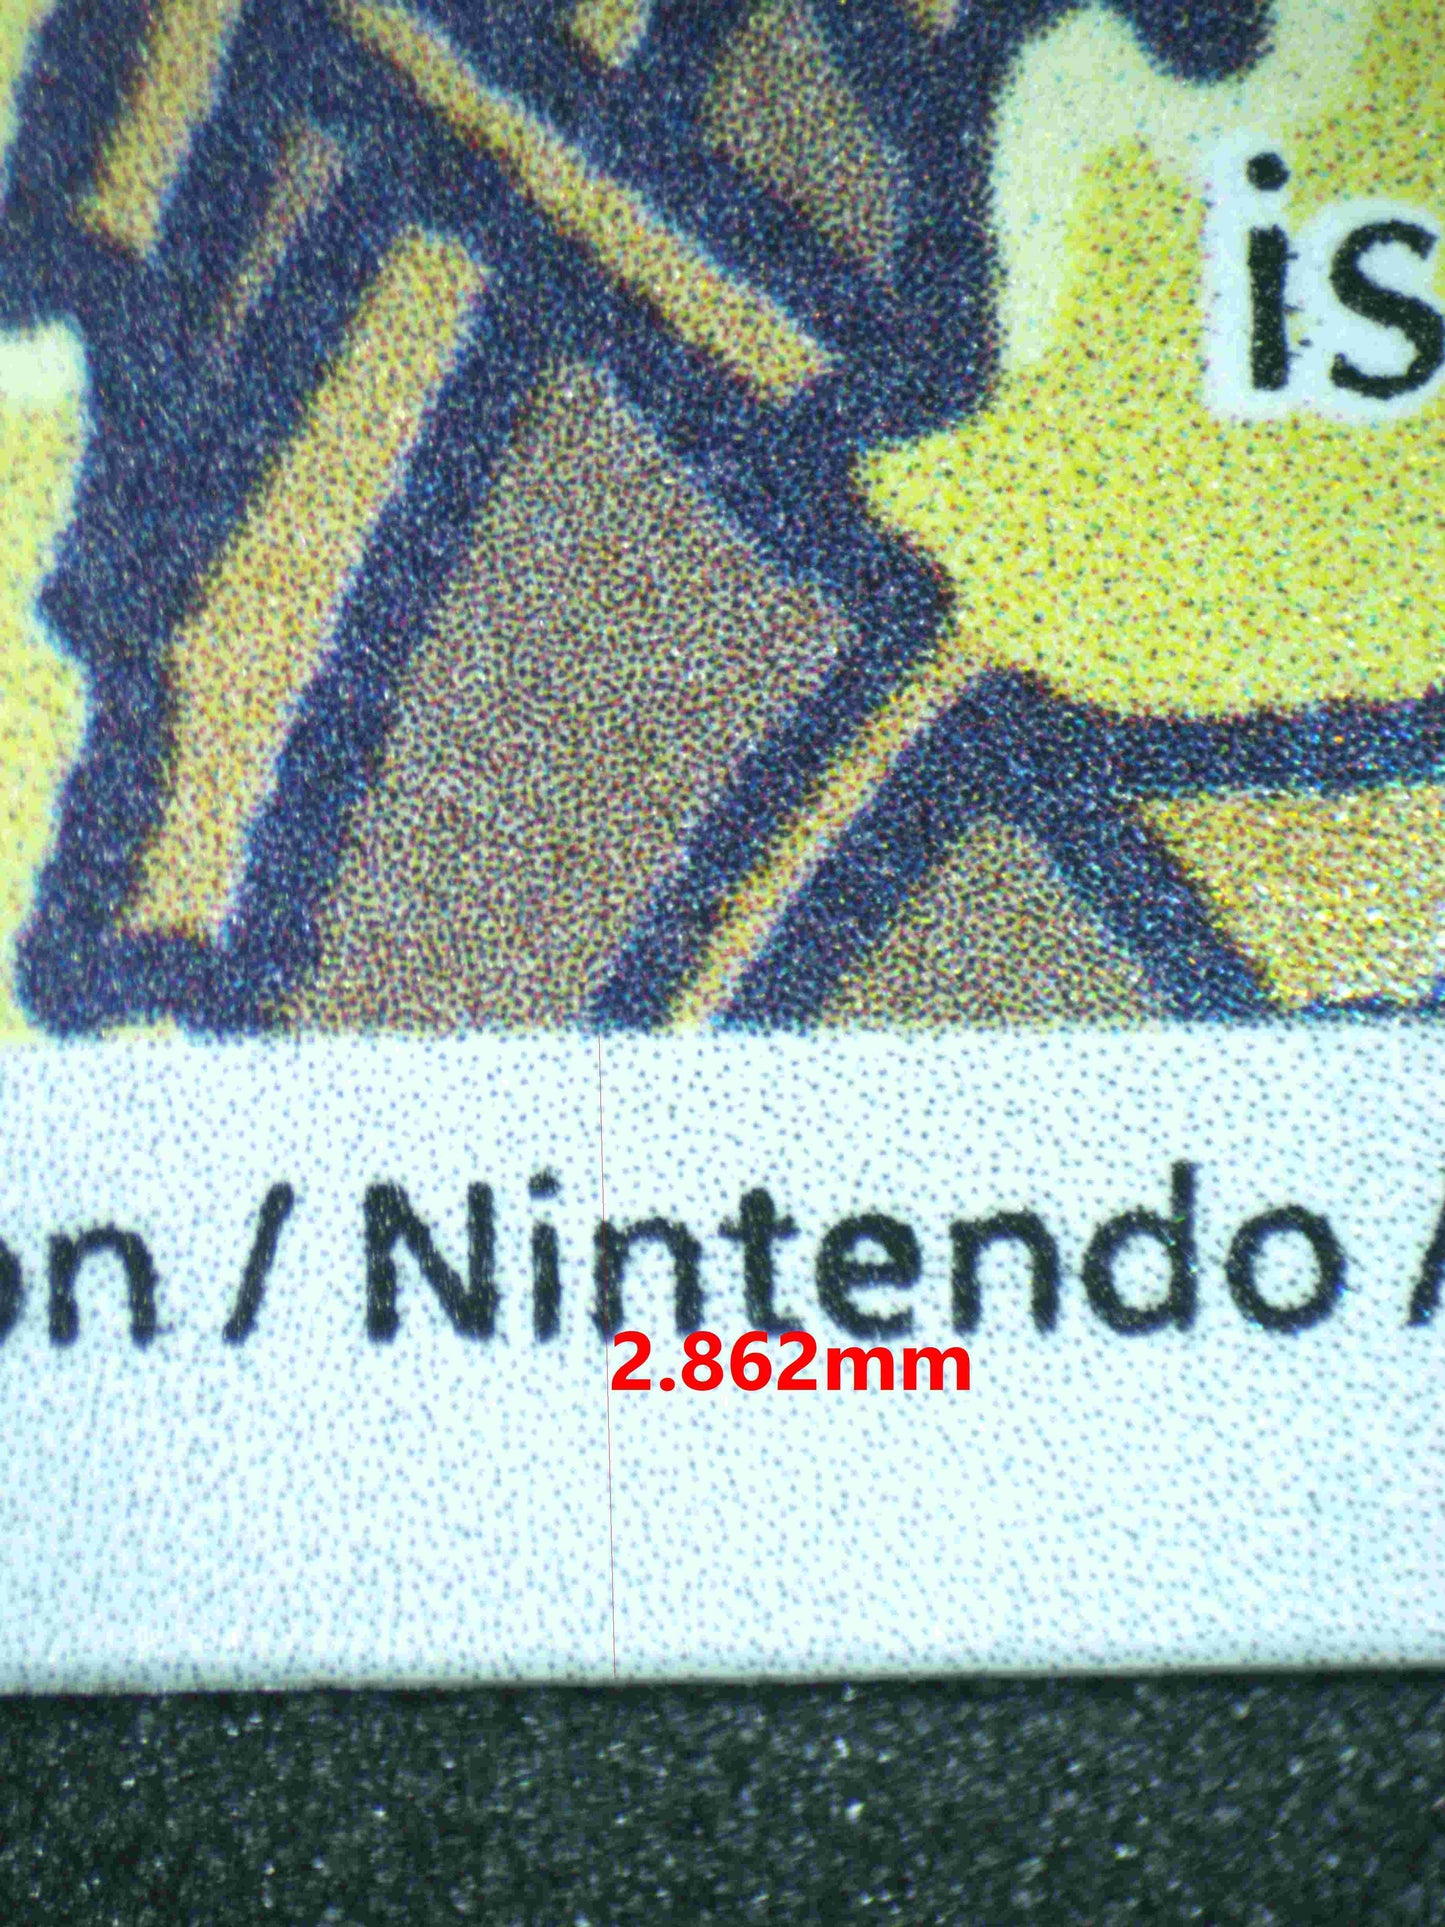 is
on / Nintendo /
2.862mm